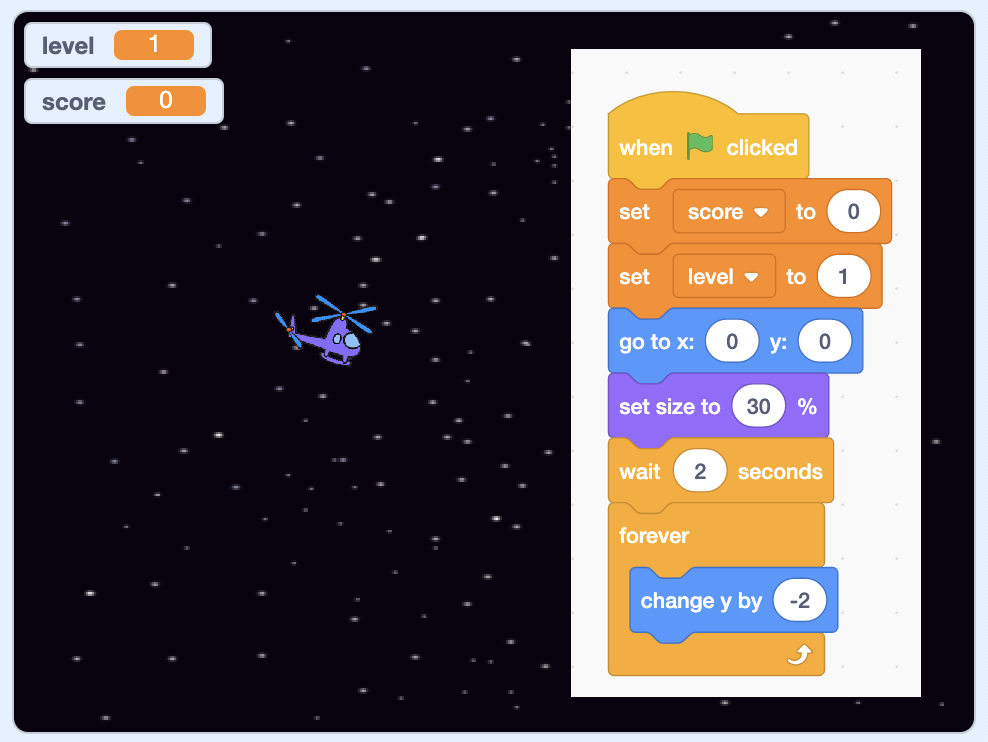 level 1
score 0
when clicked
set score to 0
set level to 1
go to x: 0 y: 0
set size to 30 %
wait 2 seconds
forever
change y by -2